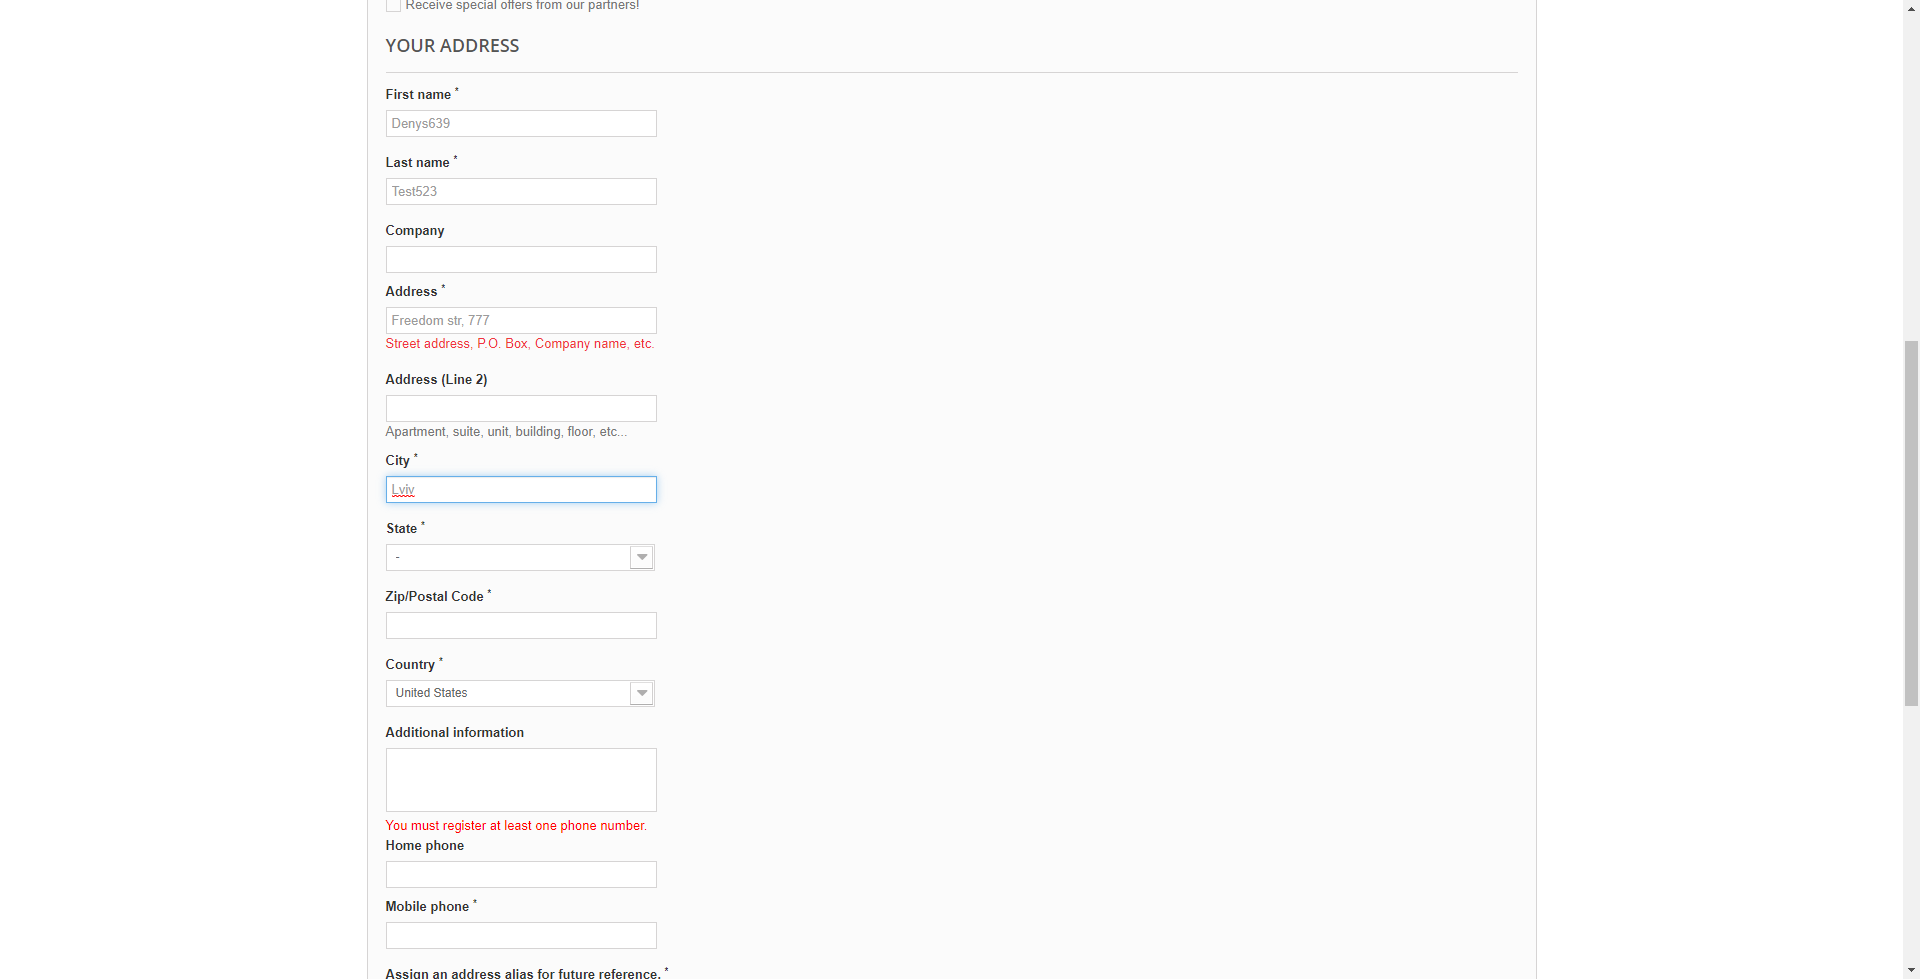 Receive special offers from our partners!
YOUR ADDRESS
First name *
Denys639
Last name *
Test523
Company
Address *
Freedom str, 777
Street address, P.O. Box, Company name, etc.
Address (Line 2)
Apartment, suite, unit, building, floor, etc...
City *
Lviv
State *
-
Zip/Postal Code *
Country *
United States
Additional information
You must register at least one phone number.
Home phone
Mobile phone *
Assign an address alias for future reference. *